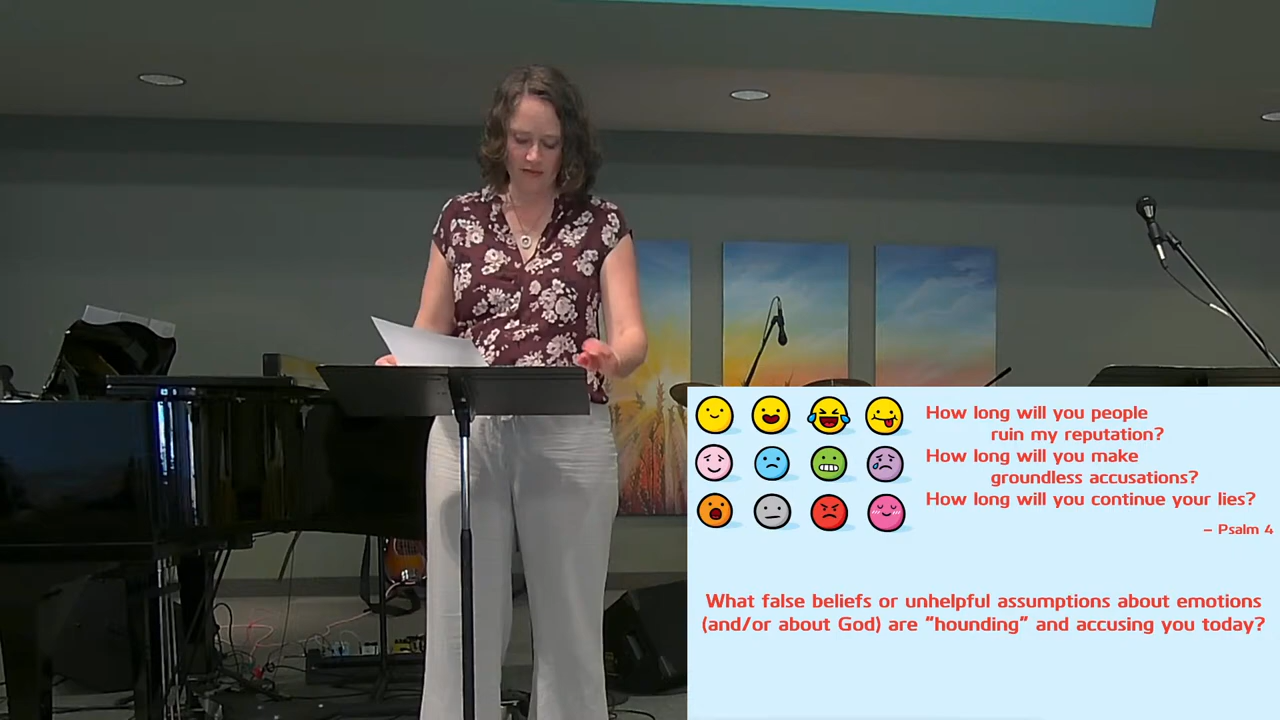 How long will you people
ruin my reputation?
How long will you make
groundless accusations?
How long will you continue your lies?
– Psalm 4
What false beliefs or unhelpful assumptions about emotions
(and/or about God) are “hounding” and accusing you today?